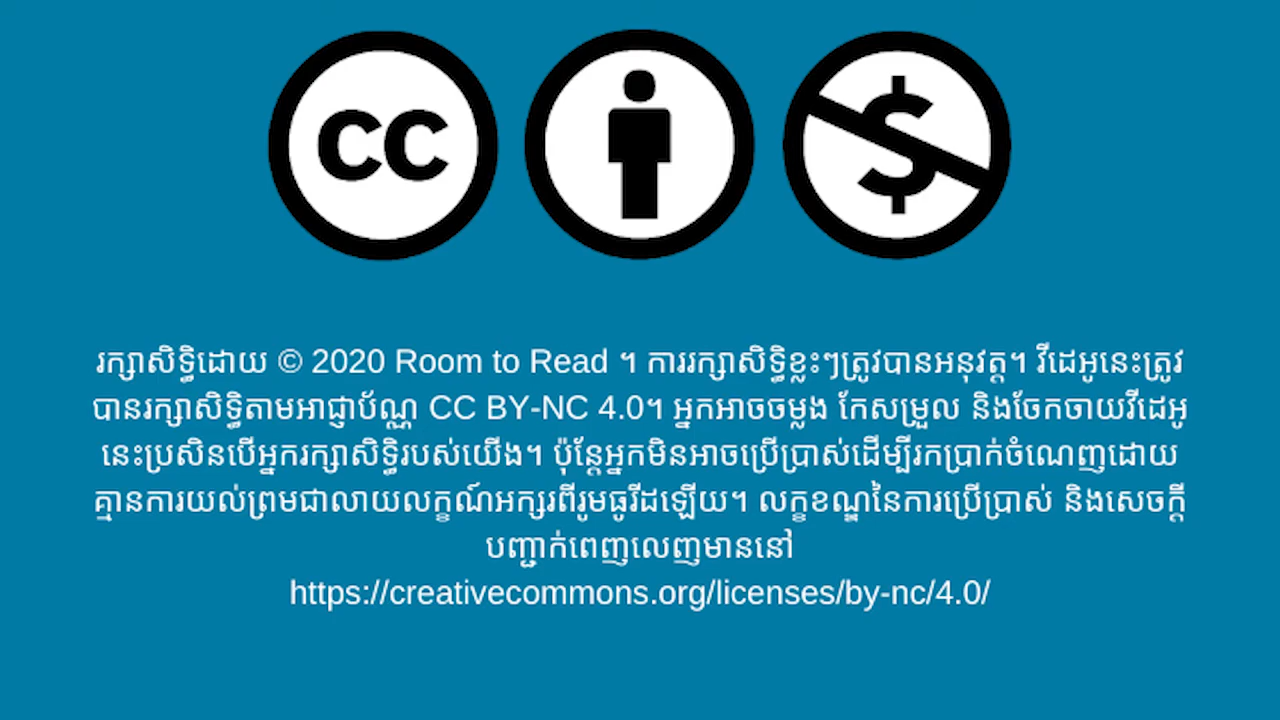 cc
$
រក្សាសិទ្ធិដោយ © 2020 Room to Read ។ ការរក្សាសិទ្ធិខ្លះៗត្រូវបានអនុវត្ត។ វីដេអូនេះត្រូវ
បានរក្សាសិទ្ធិតាមអាជ្ញាប័ណ្ណ CC BY-NC 4.0។ អ្នកអាចចម្លង កែសម្រួល និងចែកចាយវីដេអូ
នេះប្រសិនបើអ្នករក្សាសិទ្ធិរបស់យើង។ ប៉ុន្តែអ្នកមិនអាចប្រើប្រាស់ដើម្បីរកប្រាក់ចំណេញដោយ
គ្មានការយល់ព្រមជាលាយលក្ខណ៍អក្សរពីរូមធូរីដឡើយ។ លក្ខខណ្ឌនៃការប្រើប្រាស់ និងសេចក្តី
បញ្ជាក់ពេញលេញមាននៅ
https://creativecommons.org/licenses/by-nc/4.0/